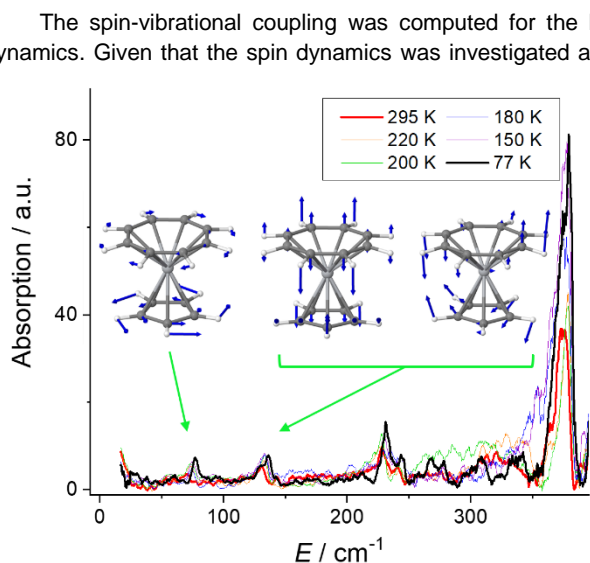 The spin-vibrational coupling was computed for the
ynamics. Given that the spin dynamics was investigated a
295 K
180 K
220 K
150 K
200 K
77 K
Absorption / a.u.
80
40
0
0
100
200
300
E / cm⁻¹